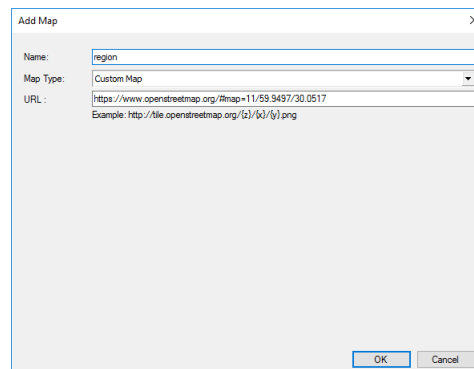 Add Map
Name: region
Map Type: Custom Map
URL : https://www.openstreetmap.org/#map=11/59.9497/30.0517
Example: http://tile.openstreetmap.org/{z}/{x}/{y}.png
OK Cancel